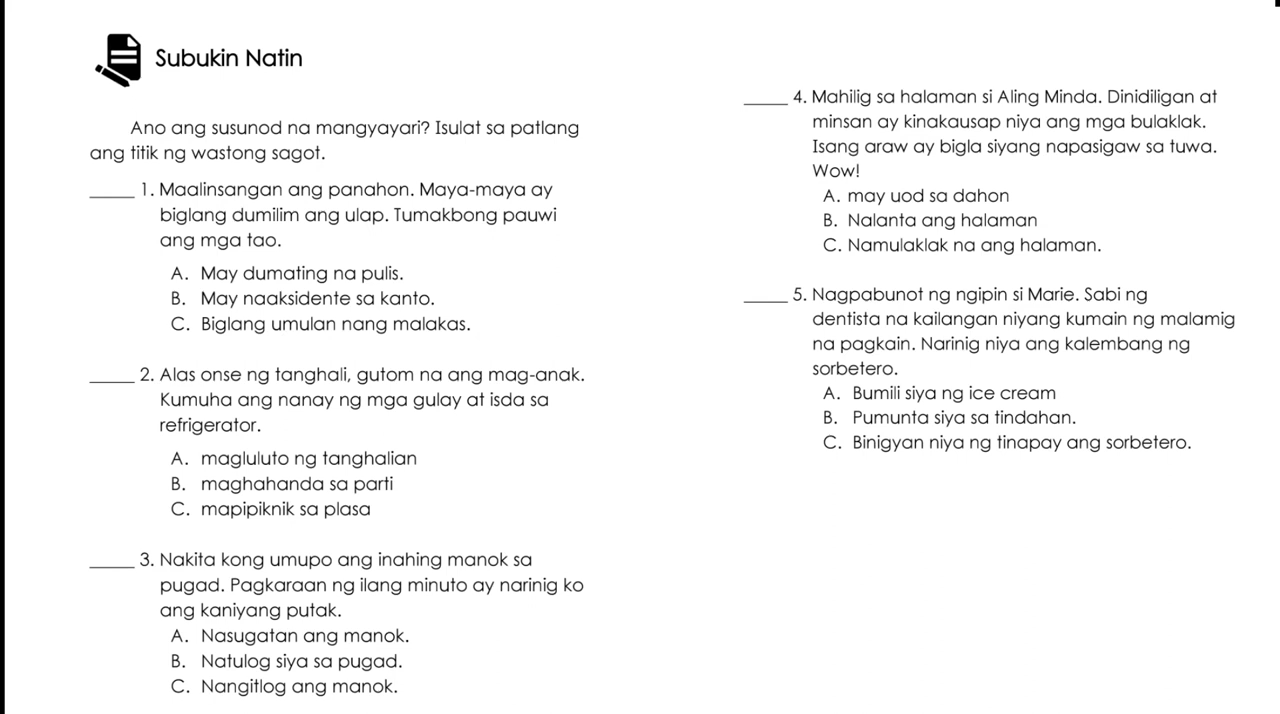 Subukin Natin
Ano ang susunod na mangyayari? Isulat sa patlang
ang titik ng wastong sagot.
_____ 1. Maalinsangan ang panahon. Maya-maya ay
biglang dumilim ang ulap. Tumakbong pauwi
ang mga tao.
A. May dumating na pulis.
B. May naaksidente sa kanto.
C. Biglang umulan nang malakas.
_____ 2. Alas onse ng tanghali, gutom na ang mag-anak.
Kumuha ang nanay ng mga gulay at isda sa
refrigerator.
A. magluluto ng tanghalian
B. maghahanda sa parti
C. mapipiknik sa plasa
_____ 3. Nakita kong umupo ang inahing manok sa
pugad. Pagkaraan ng ilang minuto ay narinig ko
ang kaniyang putak.
A. Nasugatan ang manok.
B. Natulog siya sa pugad.
C. Nangitlog ang manok.
_____ 4. Mahilig sa halaman si Aling Minda. Dinidiligan at
minsan ay kinakausap niya ang mga bulaklak.
Isang araw ay bigla siyang napasigaw sa tuwa.
Wow!
A. may uod sa dahon
B. Nalanta ang halaman
C. Namulaklak na ang halaman.
_____ 5. Nagpabunot ng ngipin si Marie. Sabi ng
dentista na kailangan niyang kumain ng malamig
na pagkain. Narinig niya ang kalembang ng
sorbetero.
A. Bumili siya ng ice cream
B. Pumunta siya sa tindahan.
C. Binigyan niya ng tinapay ang sorbetero.